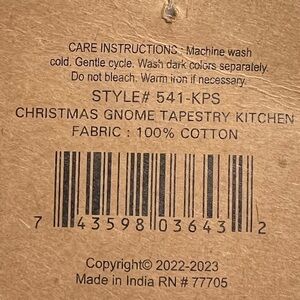 CARE INSTRUCTIONS : Machine wash
cold. Gentle cycle. Wash dark colors separately.
Do not bleach. Warm iron if necessary.
STYLE# 541-KPS
CHRISTMAS GNOME TAPESTRY KITCHEN
FABRIC : 100% COTTON
7 43598 03643 2
Copyright© 2022-2023
Made in India RN # 77705